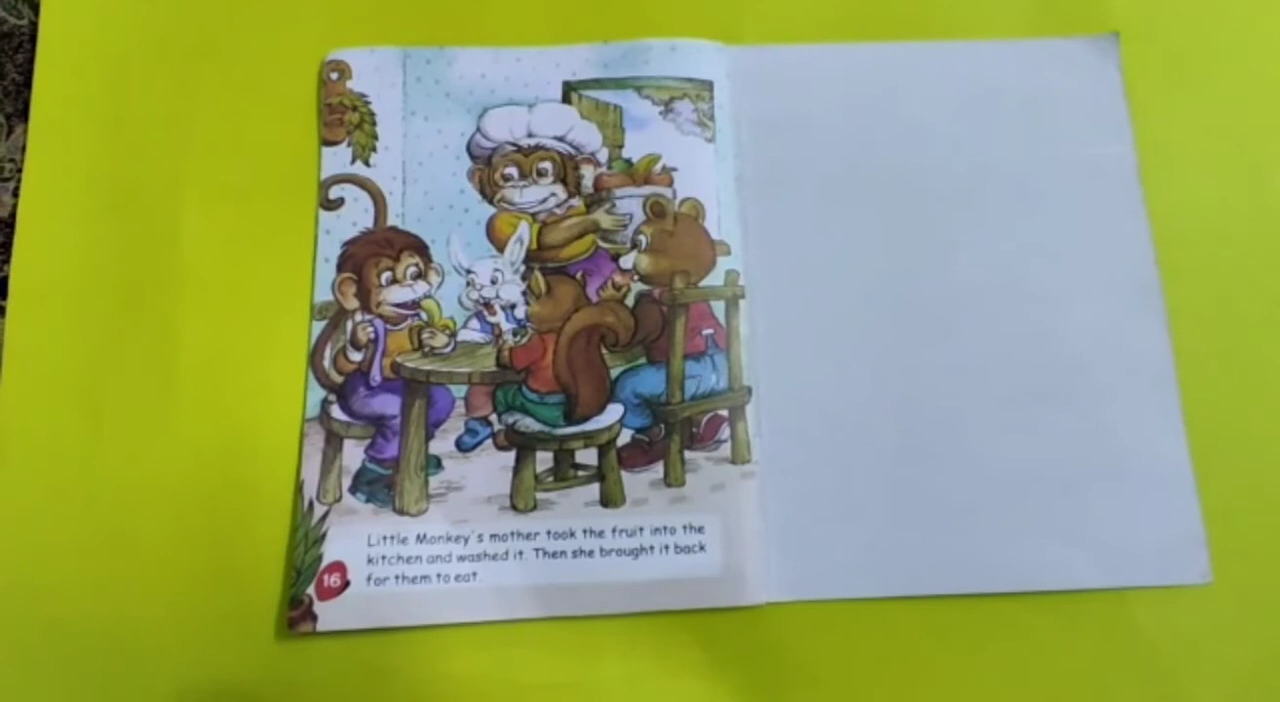 Little Monkey's mother took the fruit into the
kitchen and washed it. Then she brought it back
for them to eat.
16